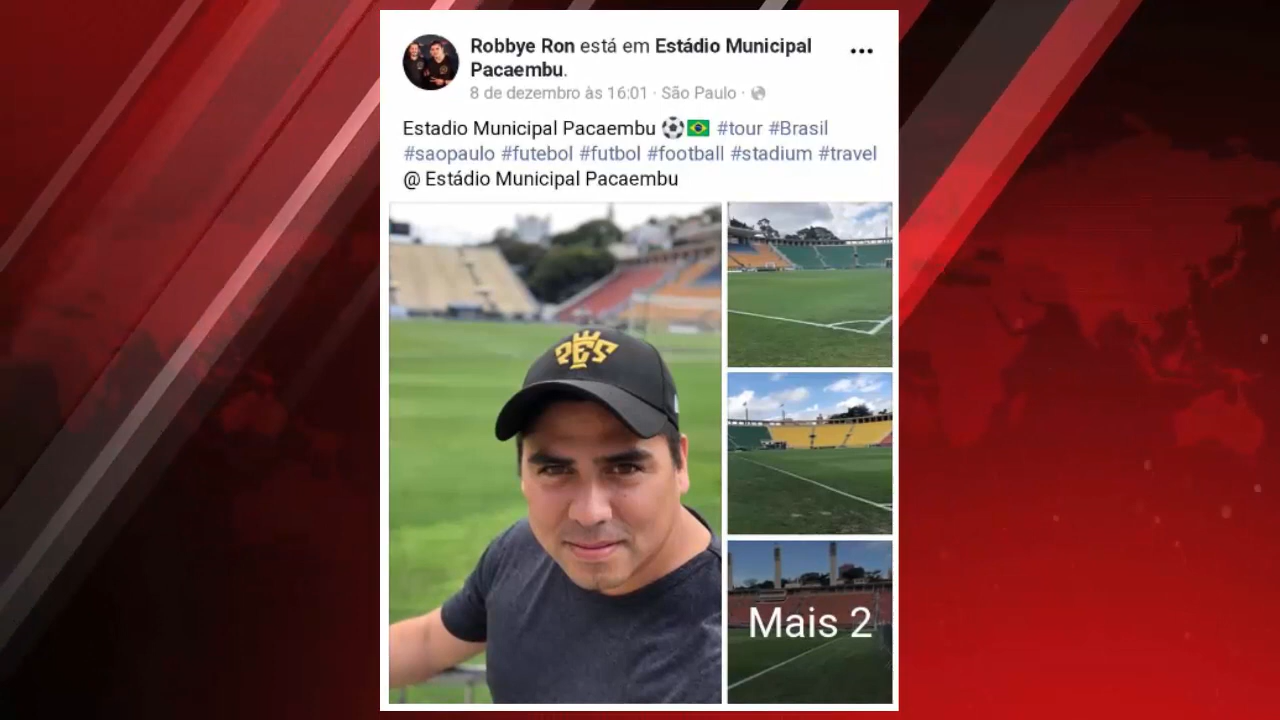 Robbye Ron está em Estádio Municipal
Pacaembu.
8 de dezembro às 16:01 · São Paulo ·
Estadio Municipal Pacaembu ⚽🇧🇷 #tour #Brasil
#saopaulo #futebol #futbol #football #stadium #travel
@ Estádio Municipal Pacaembu
PES
Mais 2